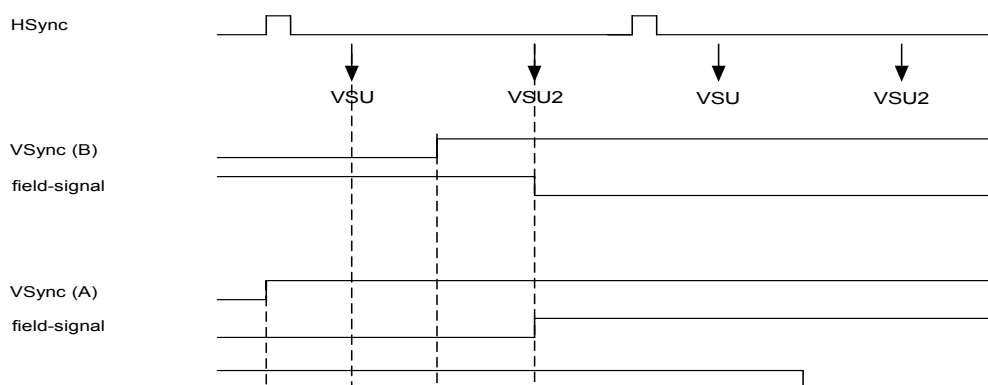 HSync
VSU VSU2 VSU VSU2
VSync (B)
field-signal
VSync (A)
field-signal